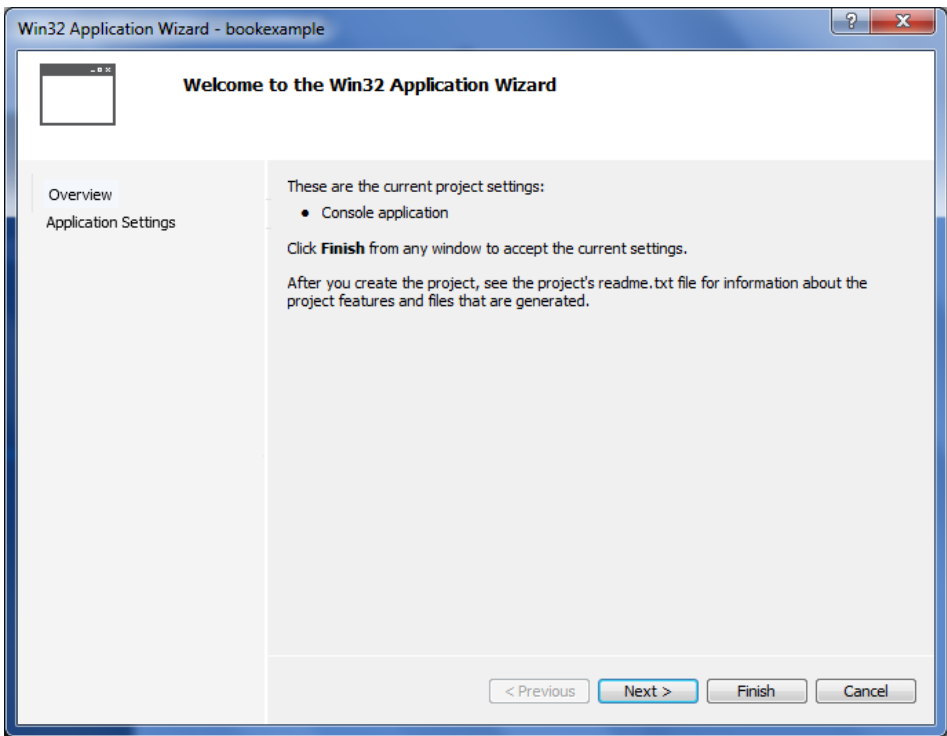 Win32 Application Wizard - bookexample
Welcome to the Win32 Application Wizard
Overview
Application Settings
These are the current project settings:
• Console application
Click Finish from any window to accept the current settings.
After you create the project, see the project's readme.txt file for information about the
project features and files that are generated.
< Previous Next > Finish Cancel